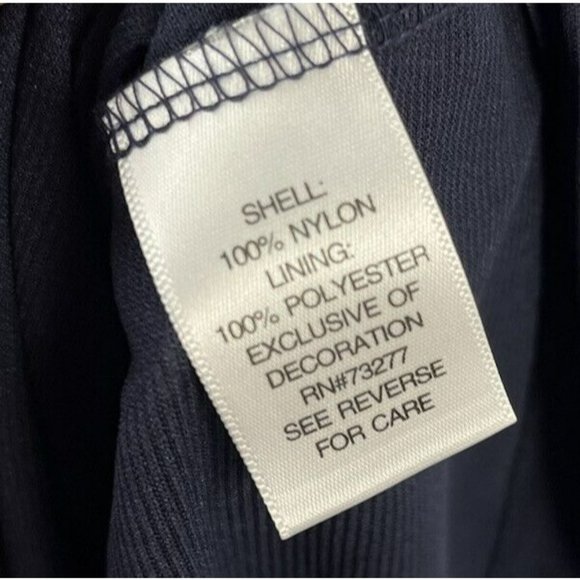 SHELL:
100% NYLON
LINING:
100% POLYESTER
EXCLUSIVE OF
DECORATION
RN#73277
SEE REVERSE
FOR CARE